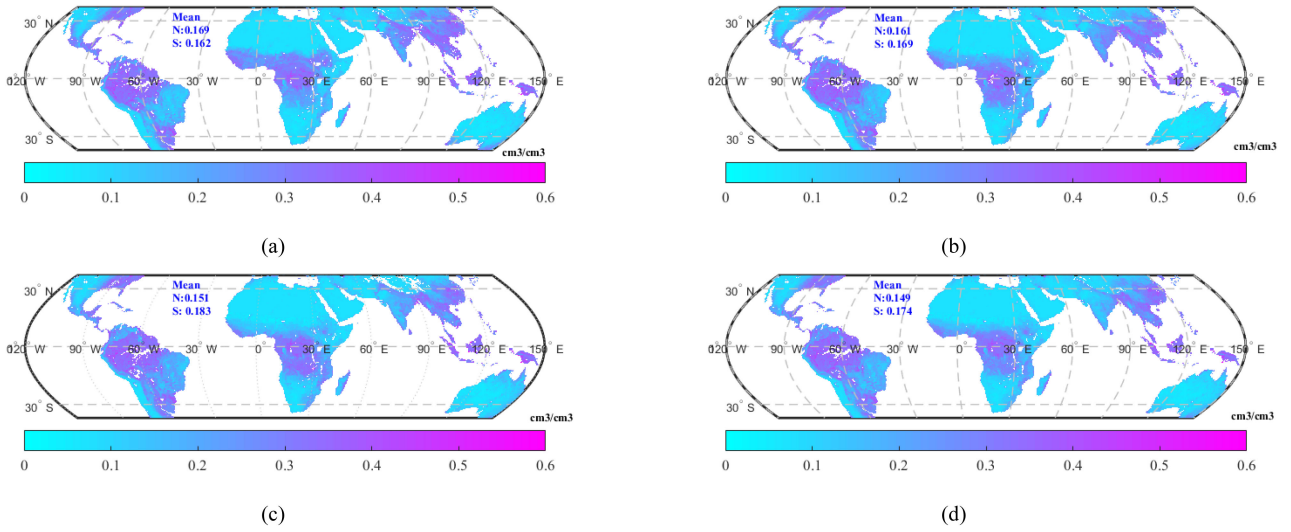 30° N
Mean
N:0.169
S: 0.162
120° W
90° W
60° W
30° W
0°
30° E
60° E
90° E
120° E
150° E
30° S
cm3/cm3
0 0.1 0.2 0.3 0.4 0.5 0.6
(a)
30° N
Mean
N:0.161
S: 0.169
120° W
90° W
60° W
30° W
0°
30° E
60° E
90° E
120° E
150° E
30° S
cm3/cm3
0 0.1 0.2 0.3 0.4 0.5 0.6
(b)
30° N
Mean
N:0.151
S: 0.183
120° W
90° W
60° W
30° W
0°
30° E
60° E
90° E
120° E
150° E
30° S
cm3/cm3
0 0.1 0.2 0.3 0.4 0.5 0.6
(c)
30° N
Mean
N:0.149
S: 0.174
120° W
90° W
60° W
30° W
0°
30° E
60° E
90° E
120° E
150° E
30° S
cm3/cm3
0 0.1 0.2 0.3 0.4 0.5 0.6
(d)